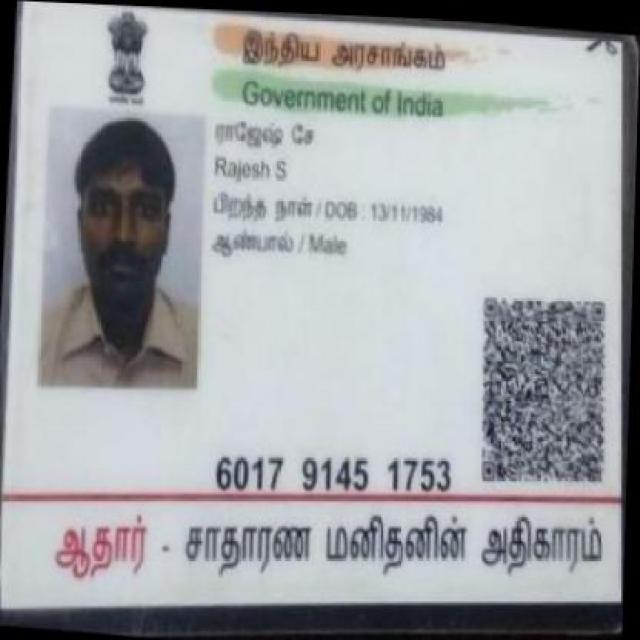 இந்திய அரசாங்கம்
Government of India
ராஜேஷ் சே
Rajesh S
பிறந்த நாள் / DOB : 13/11/1984
ஆண்பால் / Male
6017 9145 1753
ஆதார் - சாதாரண மனிதனின் அதிகாரம்